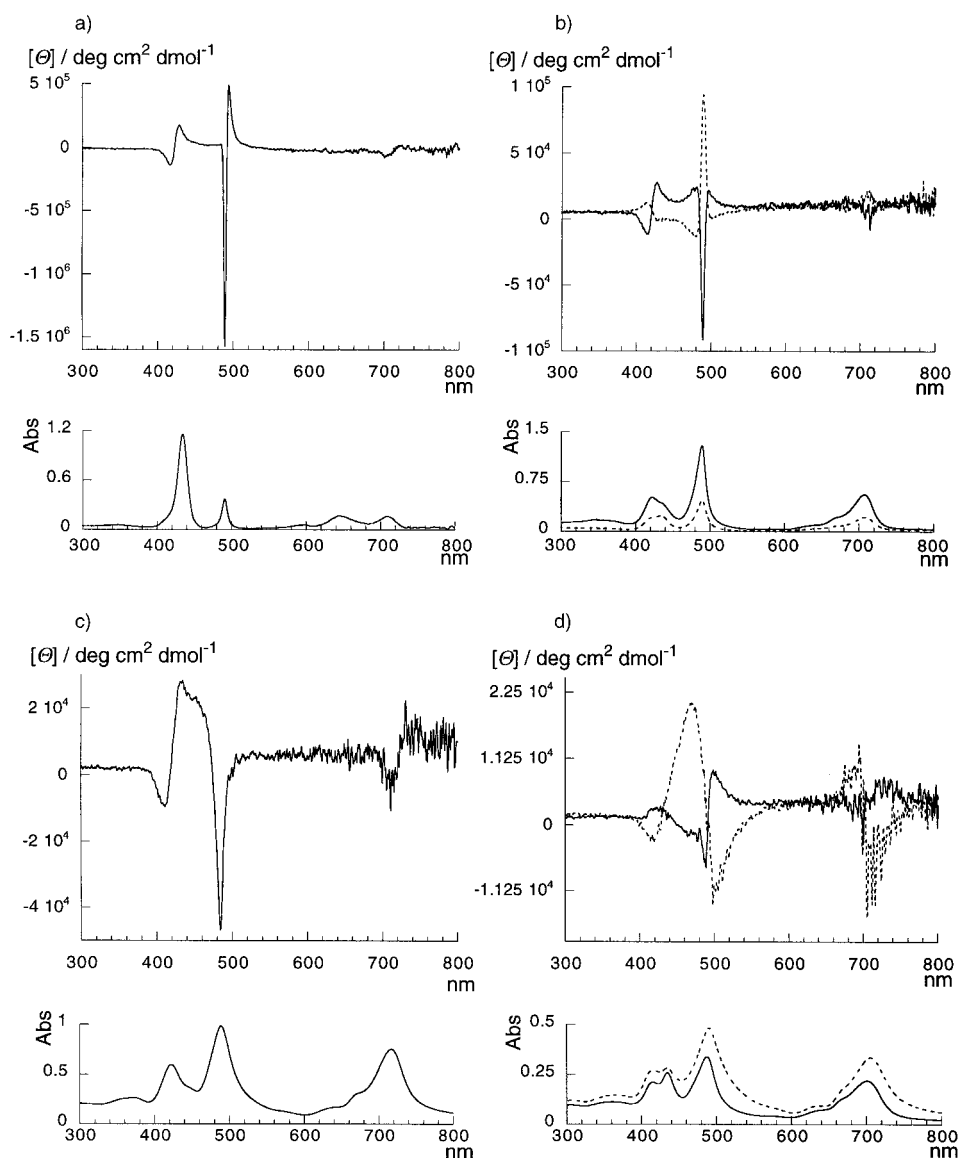 a)
[Θ] / deg cm² dmol⁻¹
5 10⁵
0
-5 10⁵
-1 10⁶
-1.5 10⁶
300 400 500 600 700 800
nm
Abs
1.2
0.6
0
300 400 500 600 700 800
nm
b)
[Θ] / deg cm² dmol⁻¹
1 10⁵
5 10⁴
0
-5 10⁴
-1 10⁵
300 400 500 600 700 800
nm
Abs
1.5
0.75
0
300 400 500 600 700 800
nm
c)
[Θ] / deg cm² dmol⁻¹
2 10⁴
0
-2 10⁴
-4 10⁴
300 400 500 600 700 800
nm
Abs
1
0.5
0
300 400 500 600 700 800
nm
d)
[Θ] / deg cm² dmol⁻¹
2.25 10⁴
1.125 10⁴
0
-1.125 10⁴
300 400 500 600 700 800
nm
Abs
0.5
0.25
0
300 400 500 600 700 800
nm